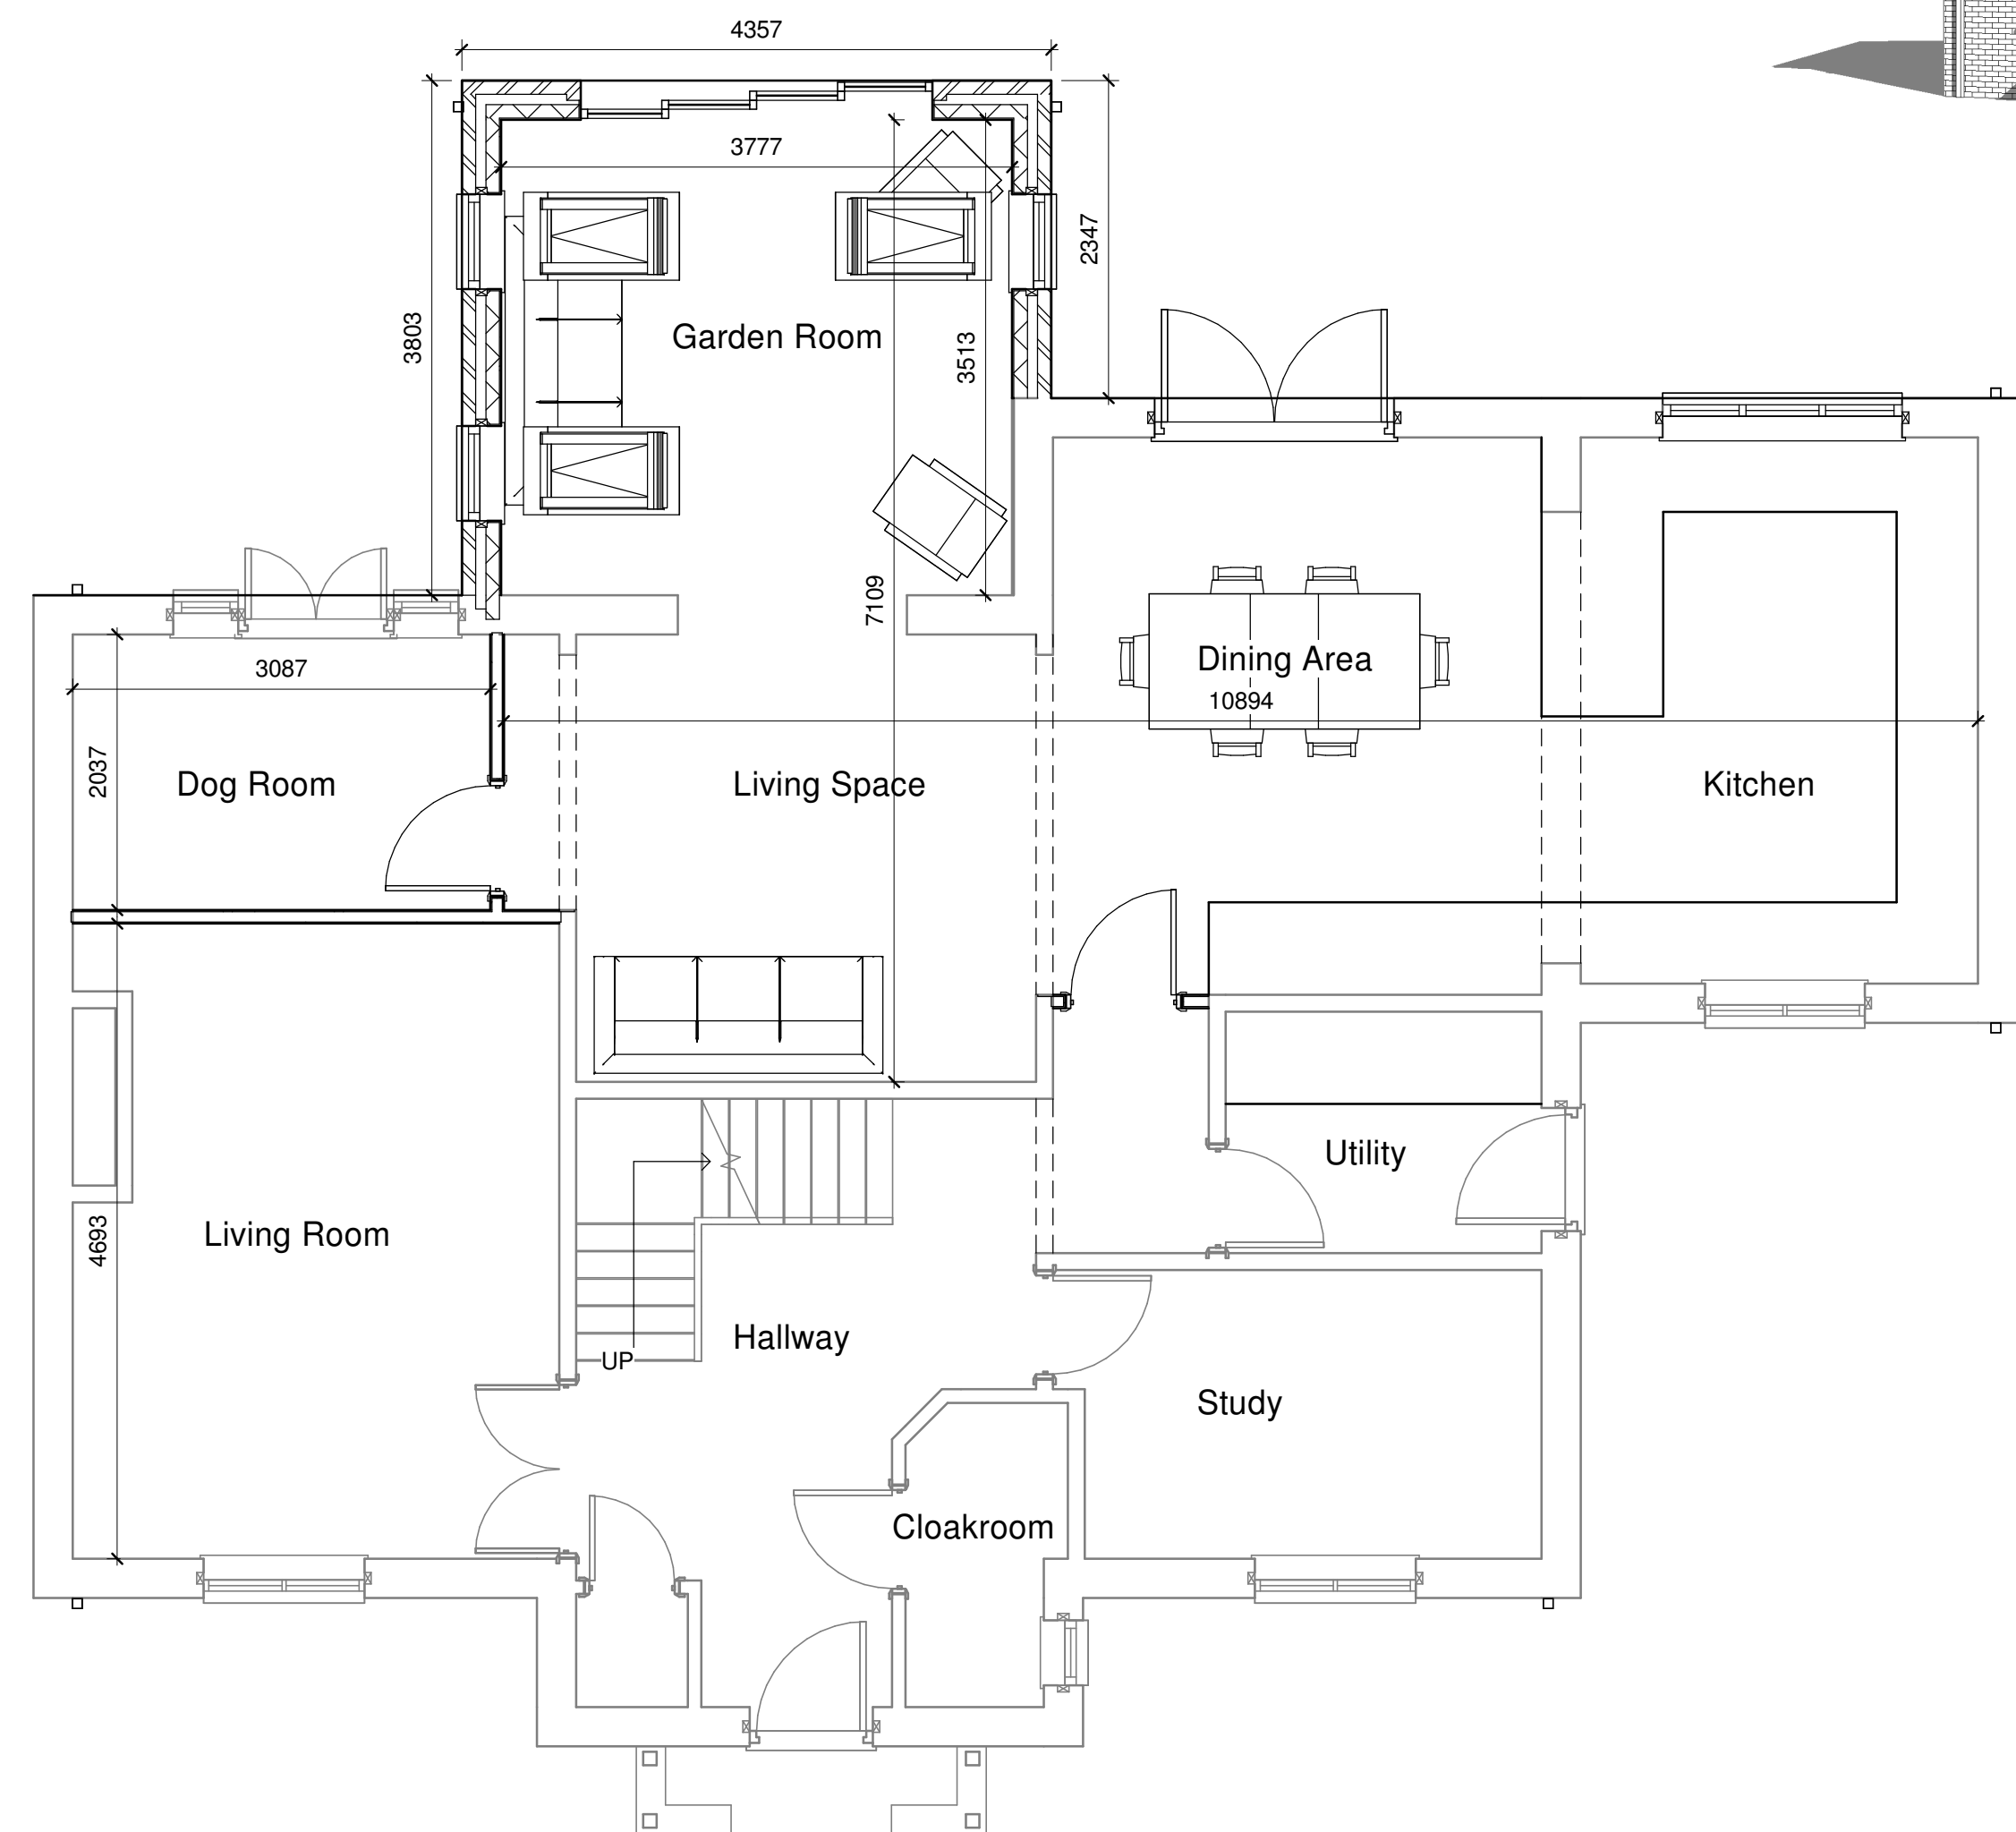 4357
3777
2347
3803
Garden Room
3513
7109
3087
Dining Area
10894
2037
Dog Room
Living Space
Kitchen
Utility
4693
Living Room
Hallway
UP
Study
Cloakroom